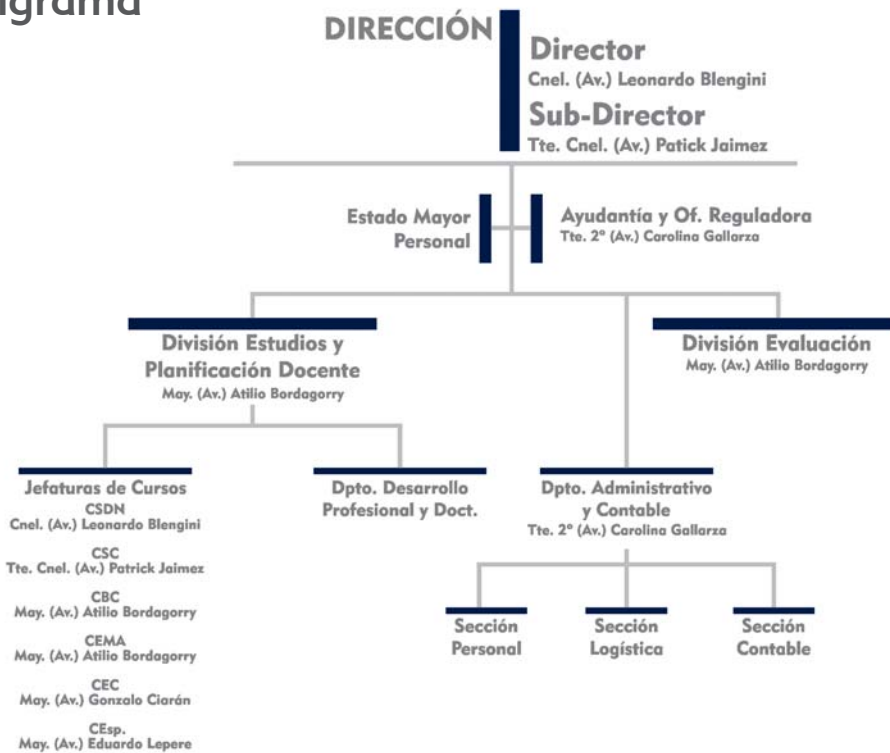 DIRECCIÓN
Director
Cnel. (Av.) Leonardo Blengini
Sub-Director
Tte. Cnel. (Av.) Patick Jaimez
Estado Mayor
Personal
Ayudantía y Of. Reguladora
Tte. 2º (Av.) Carolina Gallarza
División Estudios y
Planificación Docente
May. (Av.) Atilio Bordagorry
División Evaluación
May. (Av.) Atilio Bordagorry
Jefaturas de Cursos
CSDN
Cnel. (Av.) Leonardo Blengini
CSC
Tte. Cnel. (Av.) Patrick Jaimez
CBC
May. (Av.) Atilio Bordagorry
CEMA
May. (Av.) Atilio Bordagorry
CEC
May. (Av.) Gonzalo Ciarán
CEsp.
May. (Av.) Eduardo Lepere
Dpto. Desarrollo
Profesional y Doct.
Dpto. Administrativo
y Contable
Tte. 2º (Av.) Carolina Gallarza
Sección
Personal
Sección
Logística
Sección
Contable